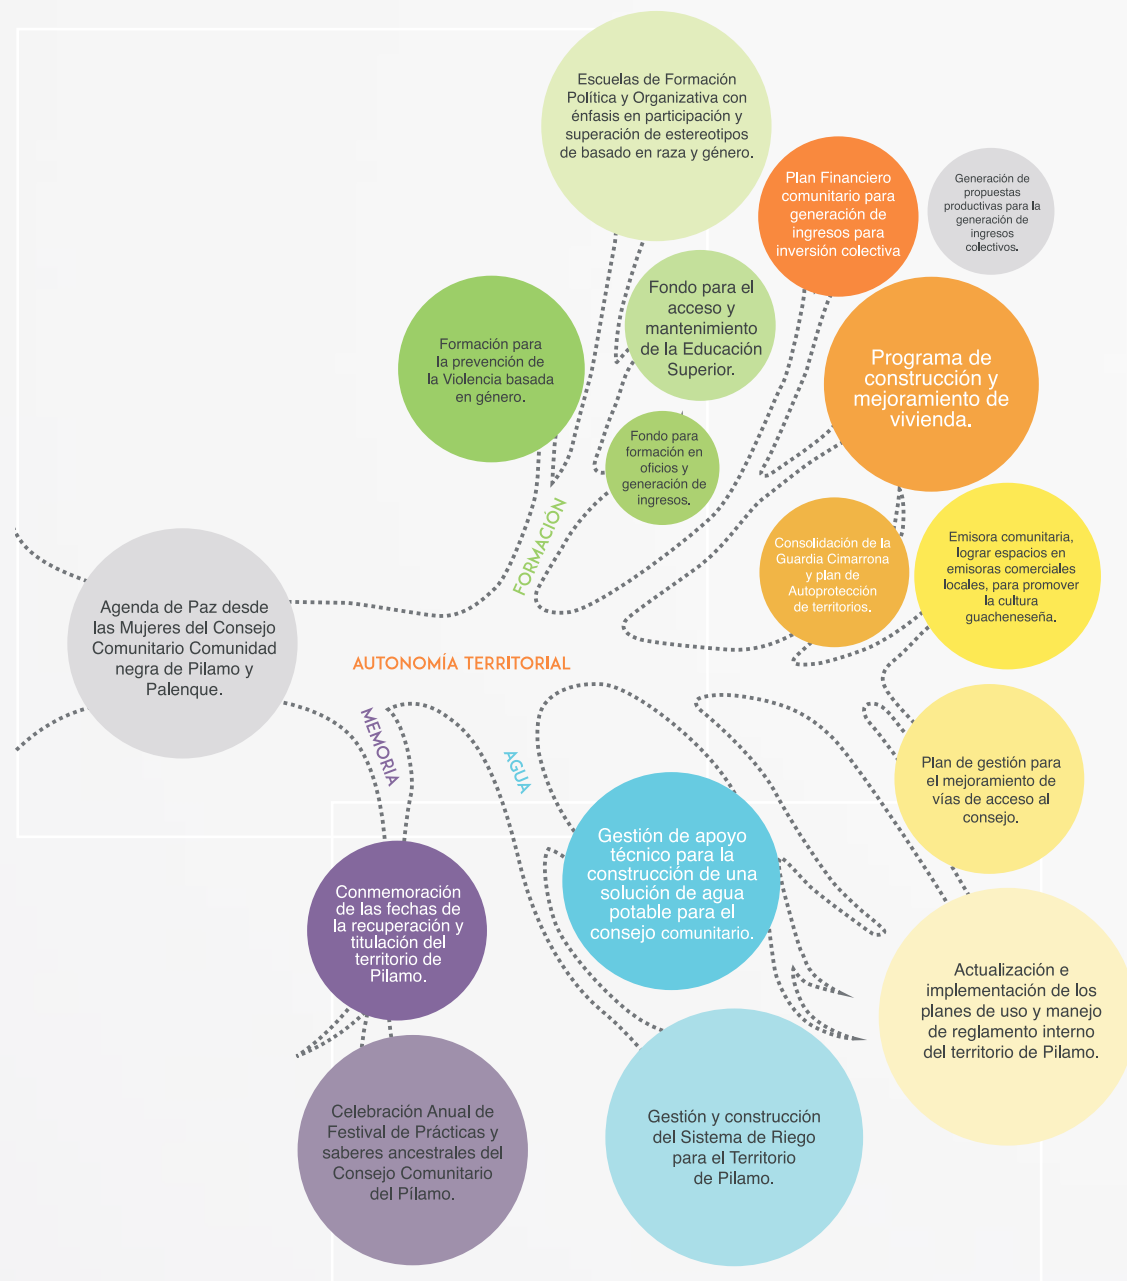 Escuelas de Formación
Política y Organizativa con
énfasis en participación y
superación de estereotipos
de basado en raza y género.
Plan Financiero
comunitario para
generación de
ingresos para
inversión colectiva
Generación de
propuestas
productivas para la
generación de
ingresos
colectivos.
Formación para
la prevención de
la Violencia basada
en género.
Fondo para el
acceso y
mantenimiento
de la Educación
Superior.
Programa de
construcción y
mejoramiento de
vivienda.
Fondo para
formación en
oficios y
generación de
ingresos.
FORMACIÓN
Consolidación de la
Guardia Cimarrona
y plan de
Autoprotección
de territorios.
Emisora comunitaria,
lograr espacios en
emisoras comerciales
locales, para promover
la cultura
guacheneseña.
Agenda de Paz desde
las Mujeres del Consejo
Comunitario Comunidad
negra de Pilamo y
Palenque.
AUTONOMÍA TERRITORIAL
MEMORIA
AGUA
Plan de gestión para
el mejoramiento de
vías de acceso al
consejo.
Gestión de apoyo
técnico para la
construcción de una
solución de agua
potable para el
consejo comunitario.
Conmemoración
de las fechas de
la recuperación y
titulación del
territorio de
Pilamo.
Actualización e
implementación de los
planes de uso y manejo
de reglamento interno
del territorio de Pilamo.
Celebración Anual de
Festival de Prácticas y
saberes ancestrales del
Consejo Comunitario
del Pílamo.
Gestión y construcción
del Sistema de Riego
para el Territorio
de Pilamo.